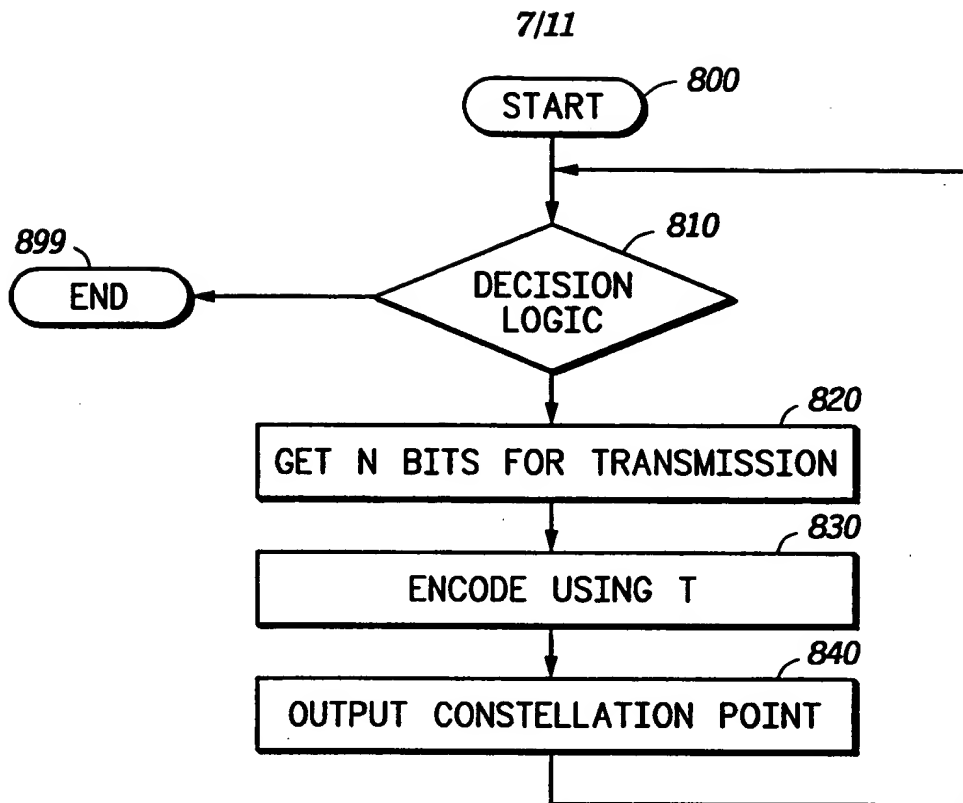 7/11
START
800
810
899
END
DECISION
LOGIC
820
GET N BITS FOR TRANSMISSION
830
ENCODE USING T
840
OUTPUT CONSTELLATION POINT